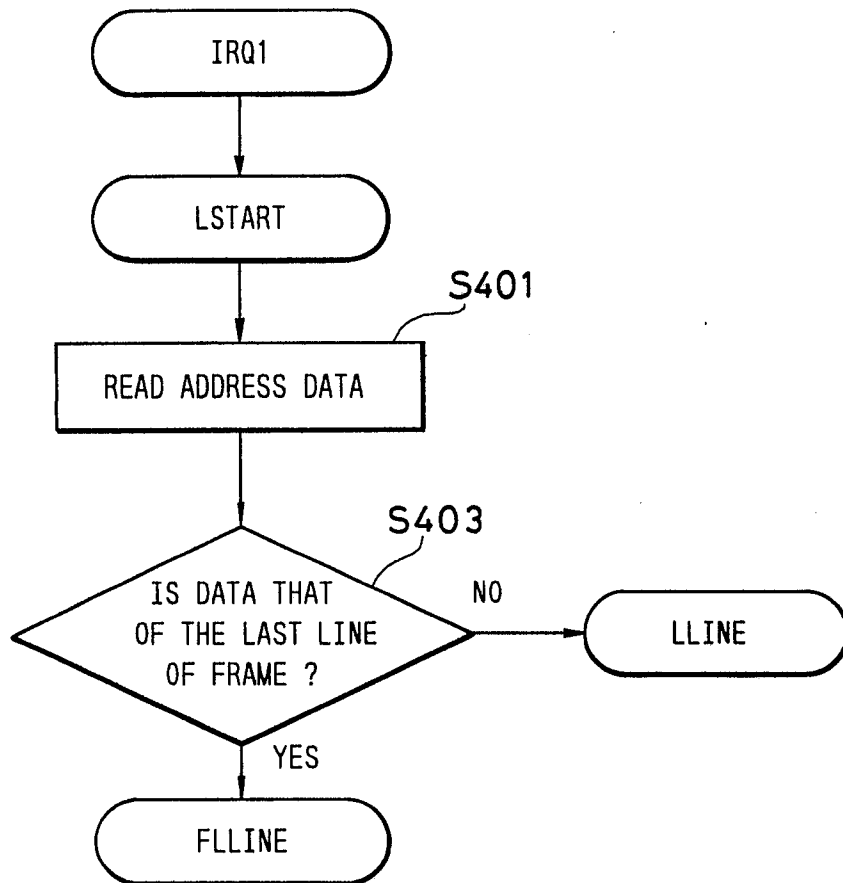 IRQ1
LSTART
S401
READ ADDRESS DATA
S403
IS DATA THAT
OF THE LAST LINE
OF FRAME ?
NO
LLINE
YES
FLLINE